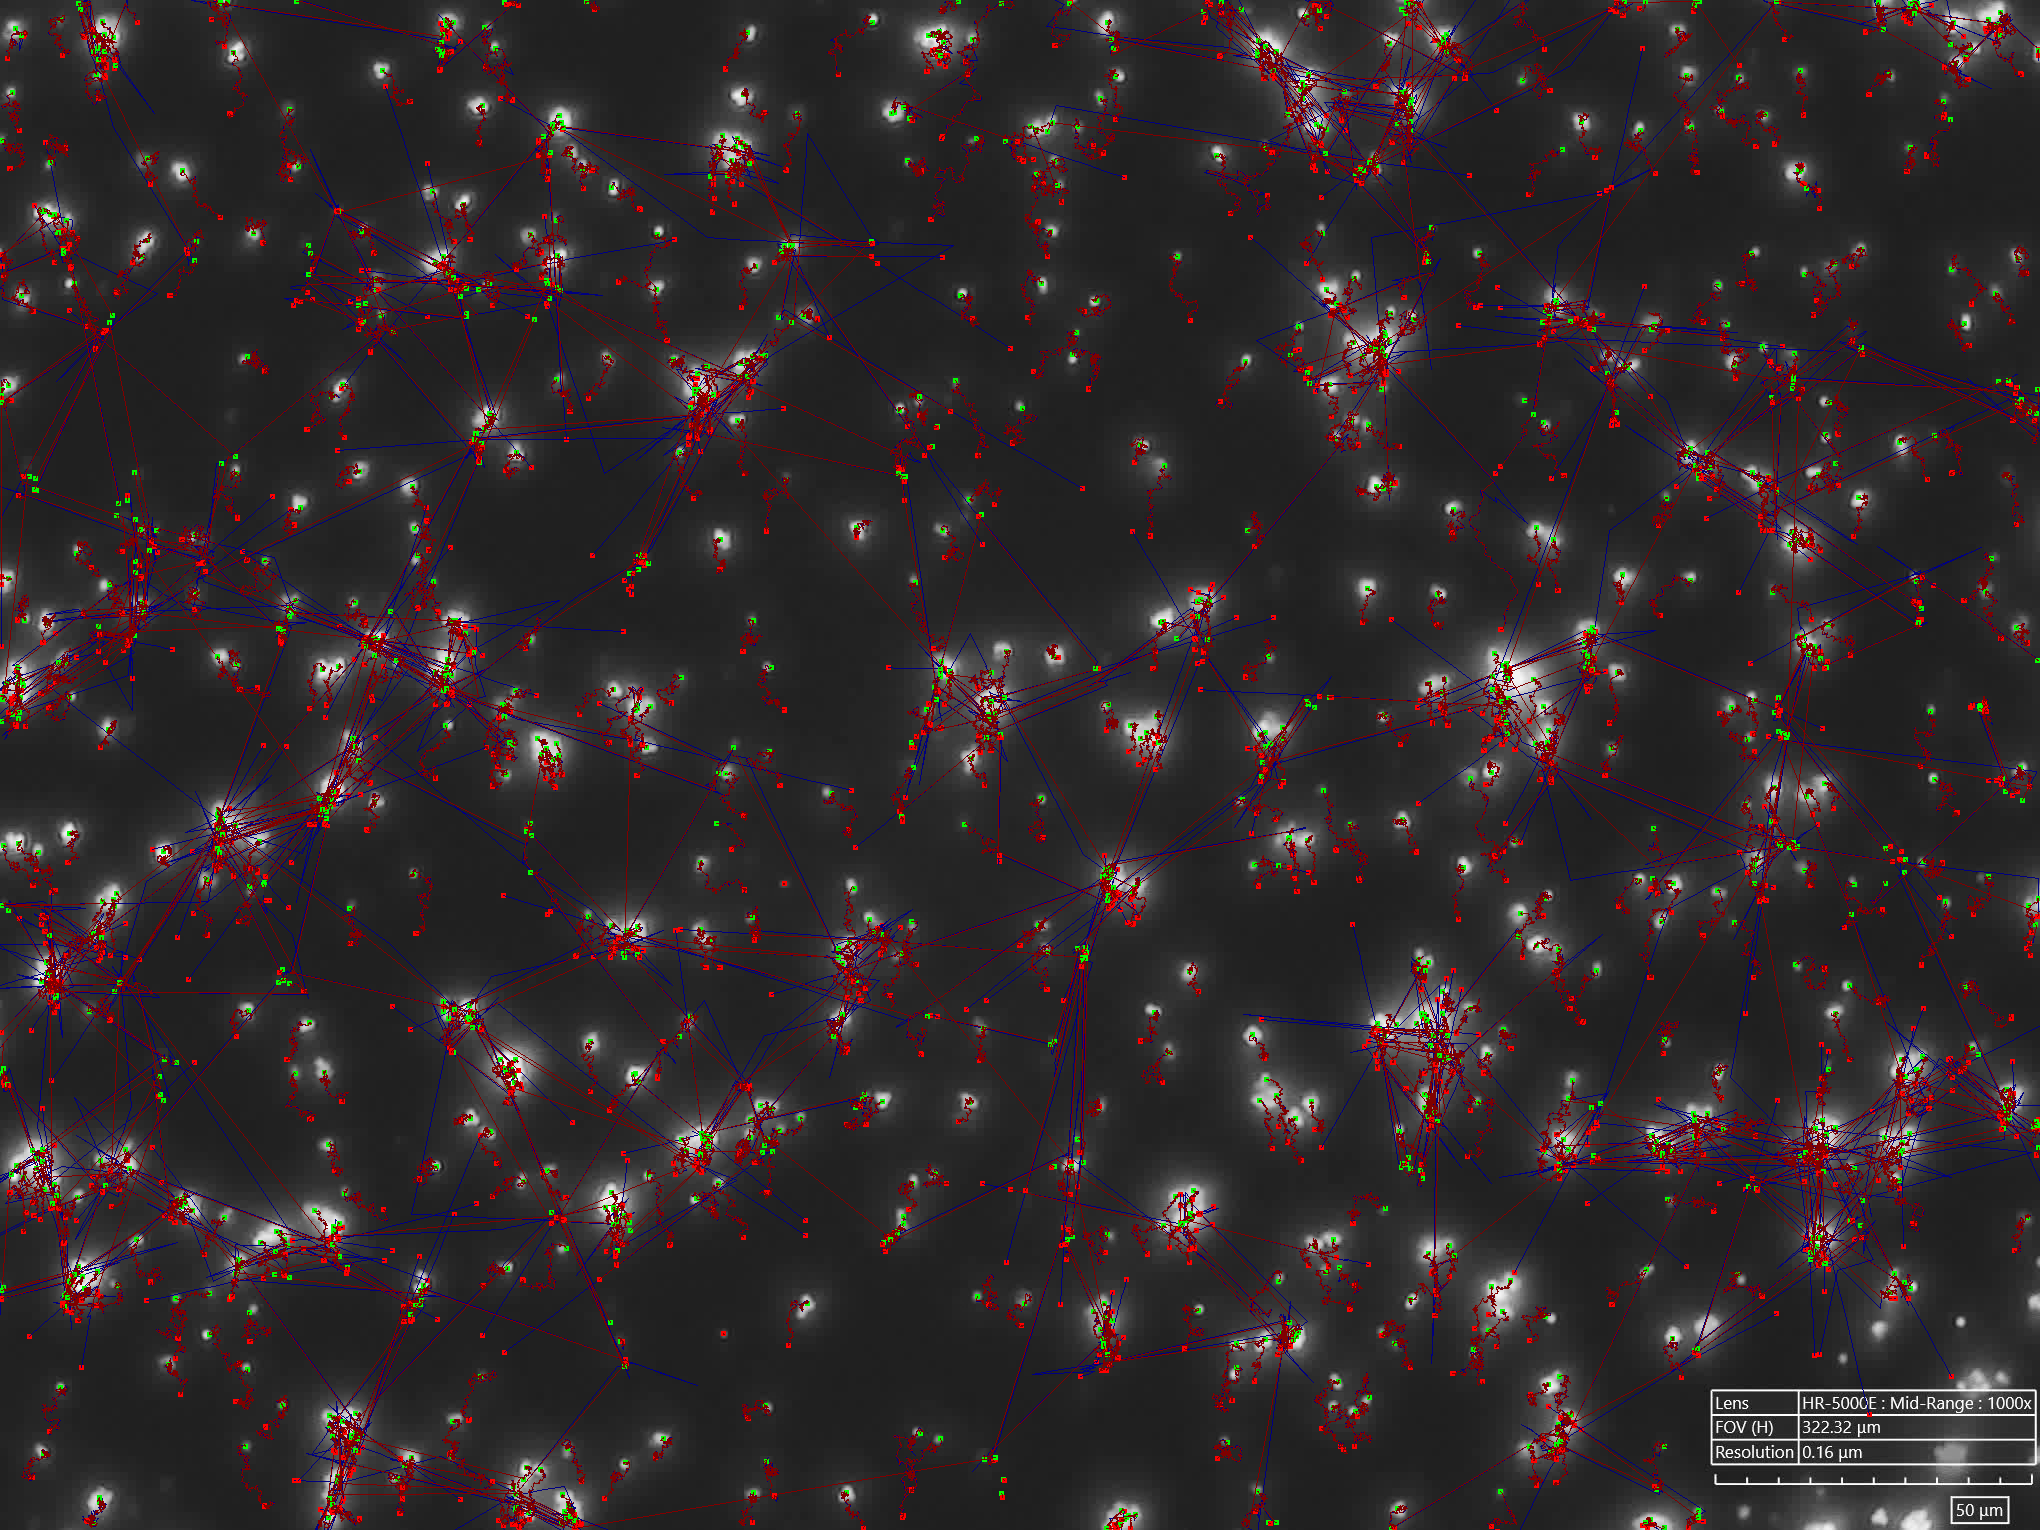 Lens HR-5000E : Mid-Range : 1000x
FOV (H) 322.32 µm
Resolution 0.16 µm
50 µm